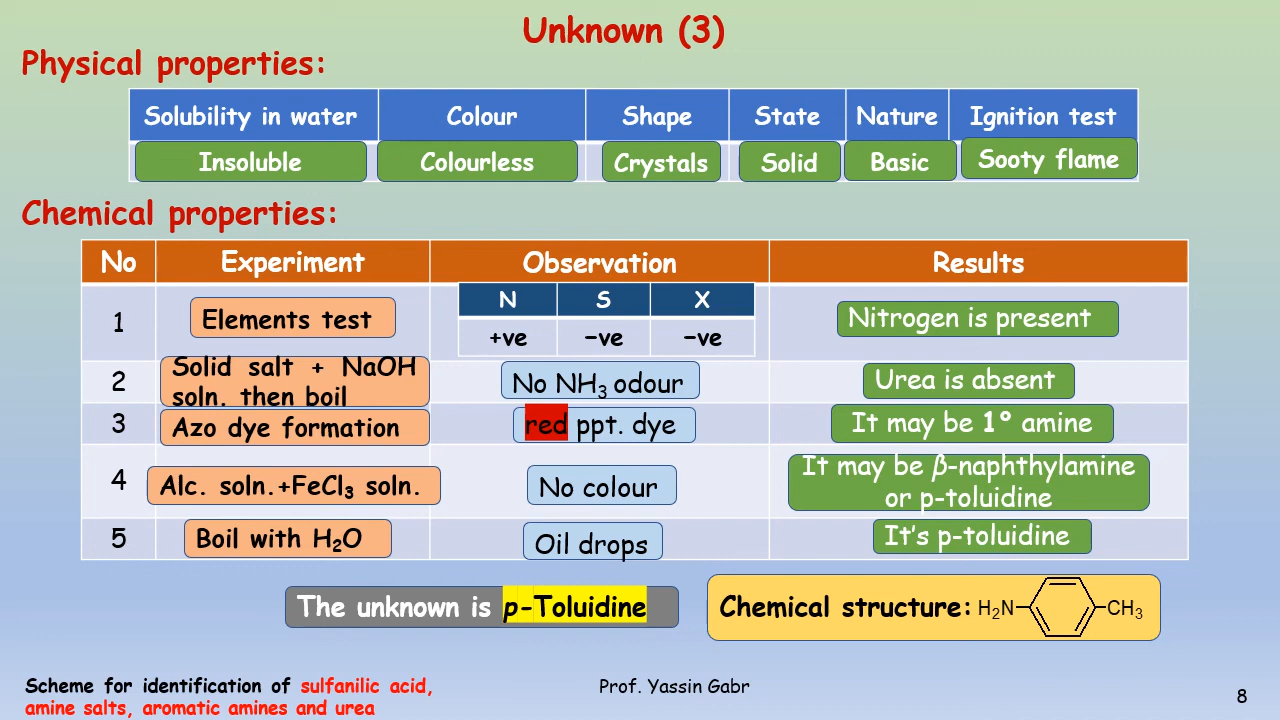 Unknown (3)
Physical properties:
Solubility in water Colour Shape State Nature Ignition test
Insoluble Colourless Crystals Solid Basic Sooty flame
Chemical properties:
No Experiment Observation Results
1 Elements test
N S X
+ve −ve −ve
Nitrogen is present
2 Solid salt + NaOH
soln. then boil
No NH₃ odour
Urea is absent
3 Azo dye formation red ppt. dye It may be 1° amine
4 Alc. soln.+FeCl₃ soln. No colour
It may be β-naphthylamine
or p-toluidine
5 Boil with H₂O Oil drops It's p-toluidine
The unknown is p-Toluidine
Chemical structure: H₂N CH₃
Scheme for identification of sulfanilic acid,
amine salts, aromatic amines and urea
Prof. Yassin Gabr
8